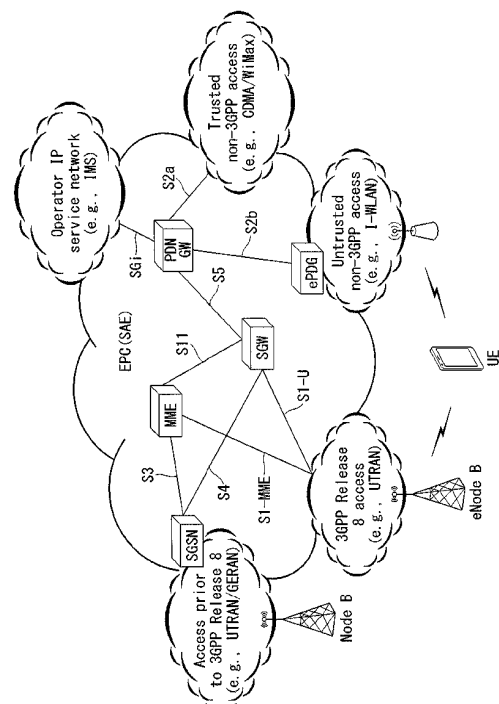 Operator IP
service network
(e.g., IMS)
Trusted
non-3GPP access
(e.g., CDMA/WiMax)
SGi
S2a
PDN
GW
S2b
ePDG
Untrusted
non-3GPP access
(e.g., I-WLAN)
EPC(SAE)
S5
S11
SGW
MME
S1-U
S3
S4
S1-MME
SGSN
Access prior
to 3GPP Release 8
(e.g., UTRAN/GERAN)
3GPP Release
8 access
(e.g., UTRAN)
UE
eNode B
Node B